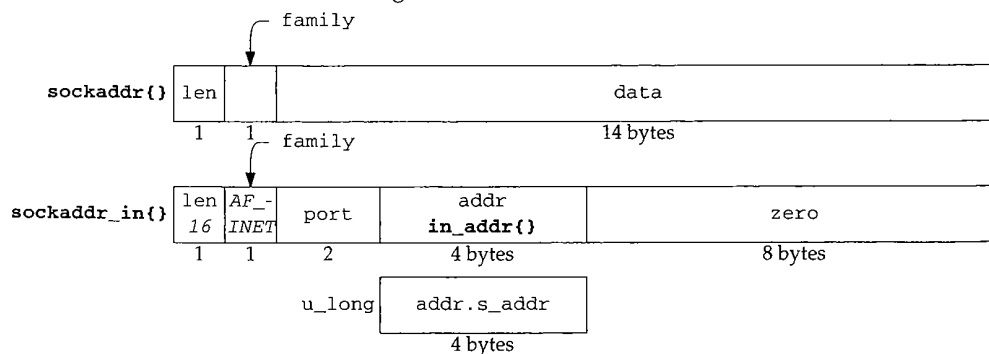 family
sockaddr{} len data
1 1 14 bytes
family
sockaddr_in{} len 16 AF_- INET port addr in_addr{} zero
1 1 2 4 bytes 8 bytes
u_long addr.s_addr
4 bytes